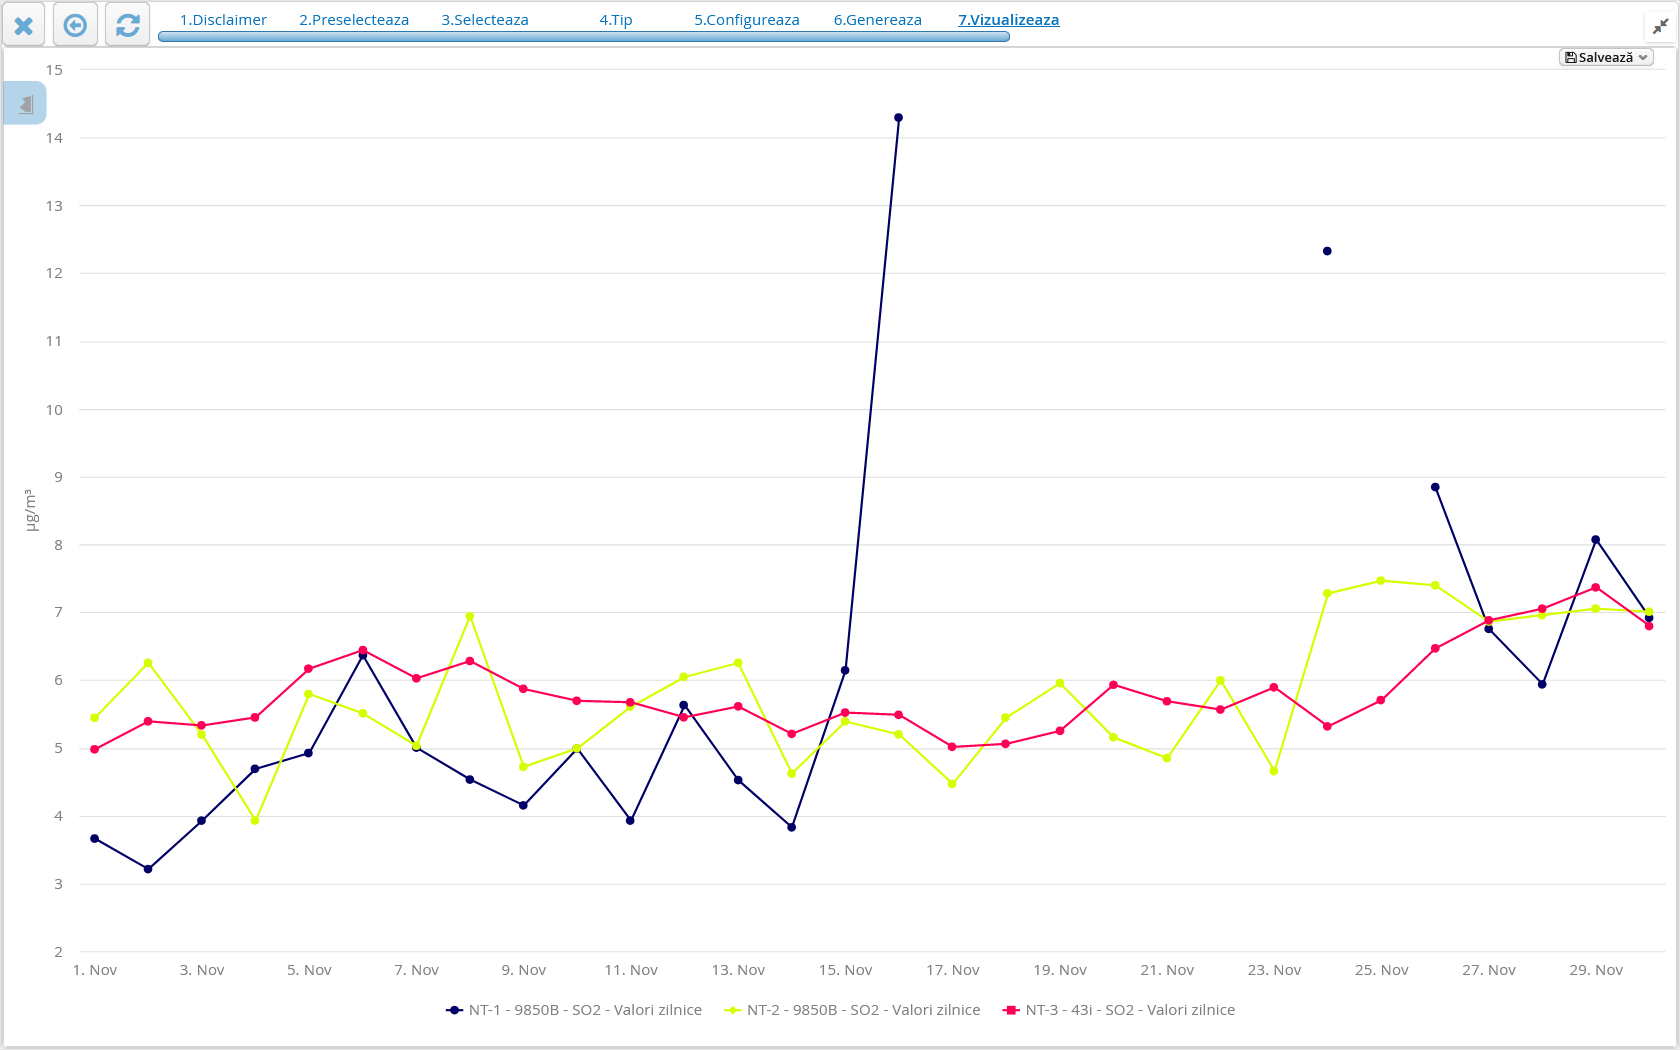 1.Disclaimer 2.Preselecteaza 3.Selecteaza 4.Tip 5.Configureaza 6.Genereaza 7.Vizualizeaza
Salvează
15
14
13
12
11
10
9
8
7
6
5
4
3
2
µg/m³
1. Nov 3. Nov 5. Nov 7. Nov 9. Nov 11. Nov 13. Nov 15. Nov 17. Nov 19. Nov 21. Nov 23. Nov 25. Nov 27. Nov 29. Nov
NT-1 - 9850B - SO2 - Valori zilnice NT-2 - 9850B - SO2 - Valori zilnice NT-3 - 43i - SO2 - Valori zilnice